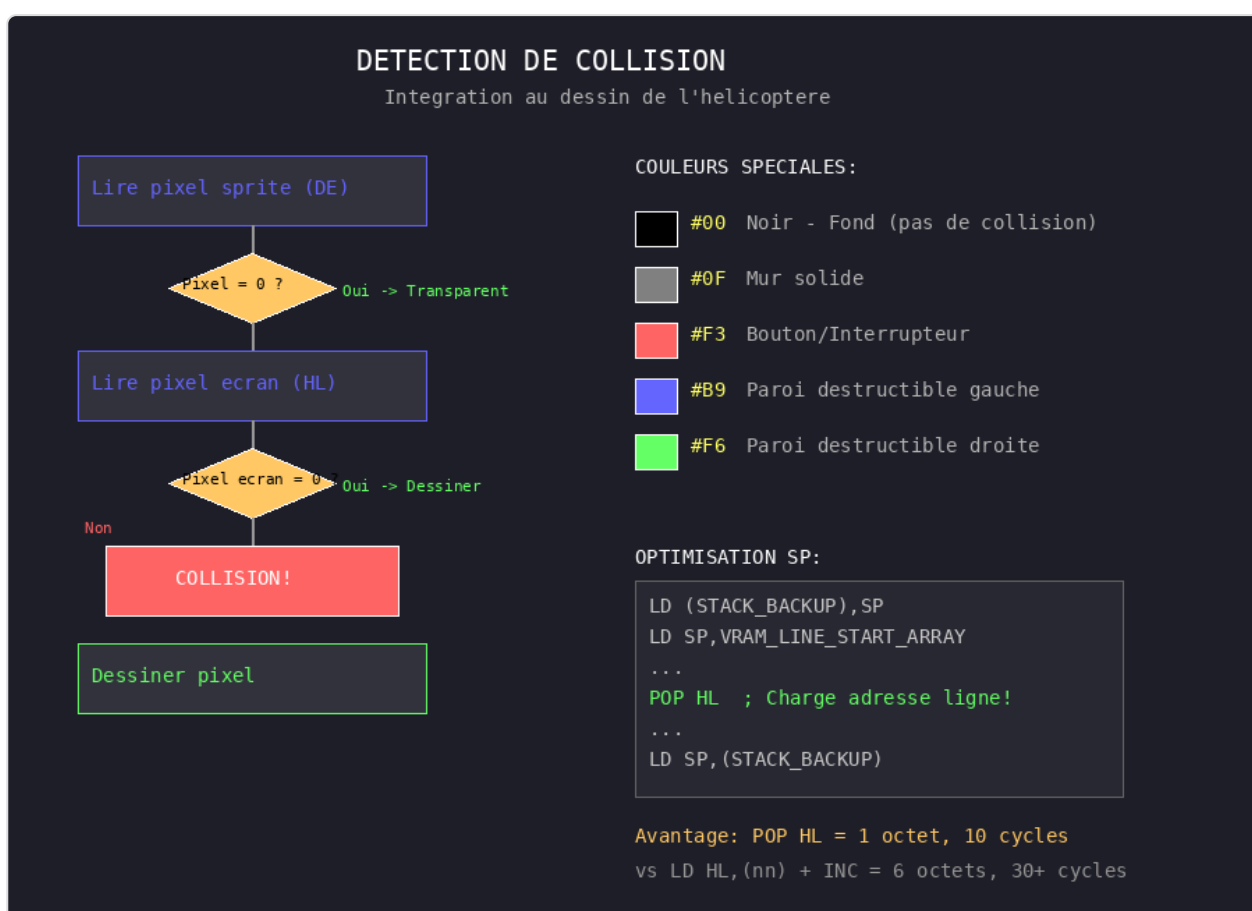 DETECTION DE COLLISION
Integration au dessin de l'helicoptere
Lire pixel sprite (DE)
Pixel = 0 ?
Oui -> Transparent
Lire pixel ecran (HL)
Pixel ecran = 0 ?
Oui -> Dessiner
Non
COLLISION!
Dessiner pixel
COULEURS SPECIALES:
#00 Noir - Fond (pas de collision)
#0F Mur solide
#F3 Bouton/Interrupteur
#B9 Paroi destructible gauche
#F6 Paroi destructible droite
OPTIMISATION SP:
LD (STACK_BACKUP),SP
LD SP,VRAM_LINE_START_ARRAY
...
POP HL ; Charge adresse ligne!
...
LD SP,(STACK_BACKUP)
Avantage: POP HL = 1 octet, 10 cycles
vs LD HL,(nn) + INC = 6 octets, 30+ cycles